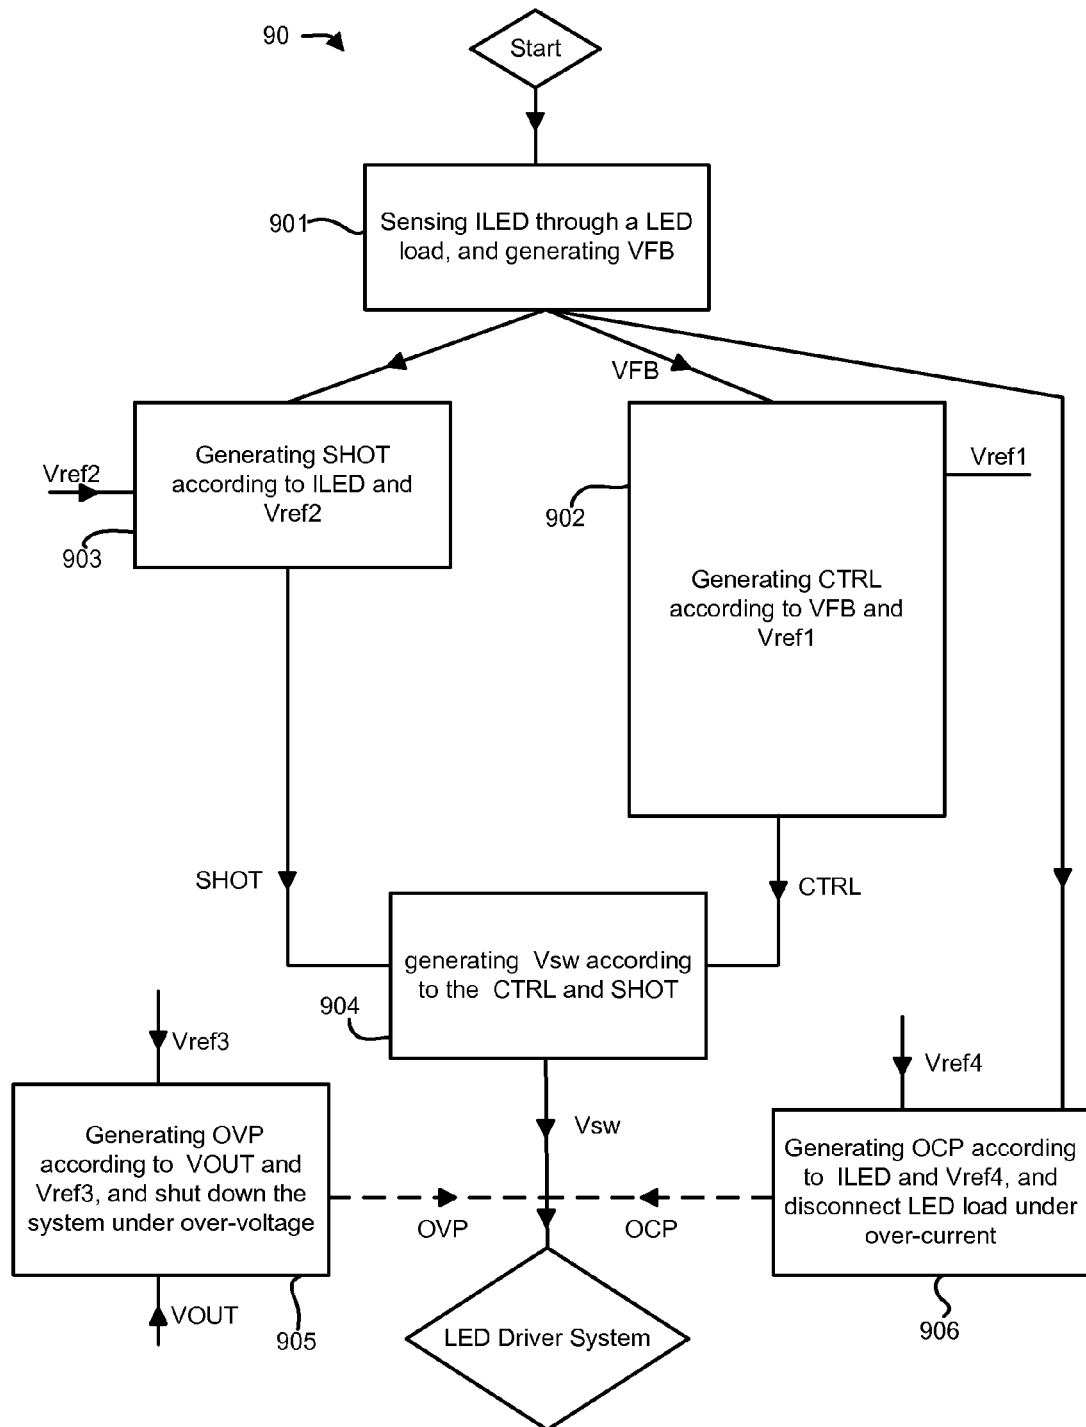 90
Start
901
Sensing ILED through a LED
load, and generating VFB
VFB
Generating SHOT
according to ILED and
Vref2
Vref2
903
Vref1
902
Generating CTRL
according to VFB and
Vref1
SHOT
CTRL
generating Vsw according
to the CTRL and SHOT
904
Vref3
Vref4
Vsw
Generating OVP
according to VOUT and
Vref3, and shut down the
system under over-voltage
Generating OCP according
to ILED and Vref4, and
disconnect LED load under
over-current
OVP
OCP
VOUT
905
LED Driver System
906